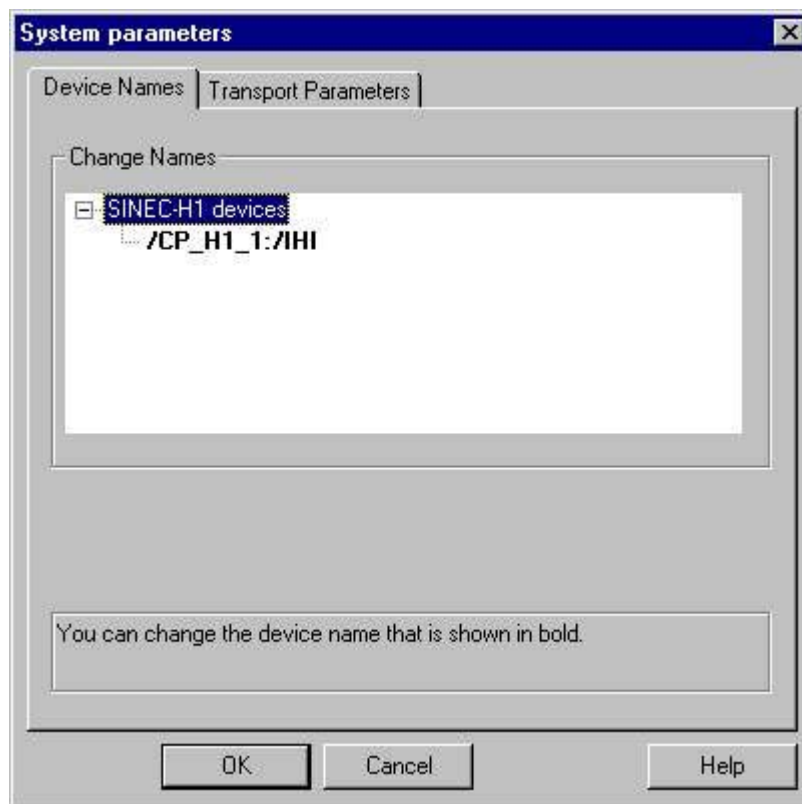 System parameters
Device Names
Transport Parameters
Change Names
SINEC-H1 devices
/CP_H1_1:/IHI
You can change the device name that is shown in bold.
OK
Cancel
Help